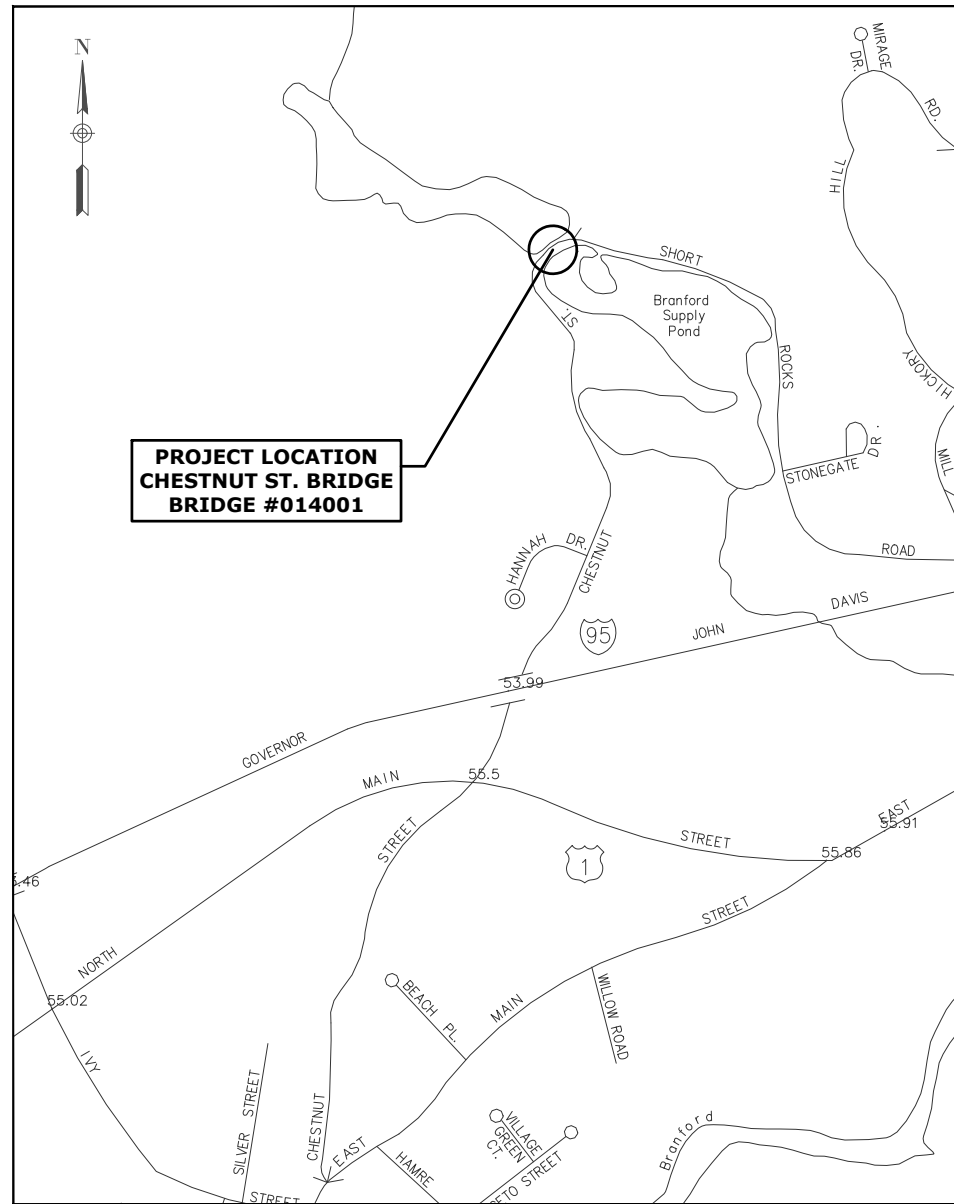 N
MIRAGE
DR.
RD.
HILL
SHORT
Branford
Supply
Pond
ST.
ROCKS
HICKORY
PROJECT LOCATION
CHESTNUT ST. BRIDGE
BRIDGE #014001
STONEGATE
DR.
MILL
HANNAH
DR.
CHESTNUT
ROAD
95
JOHN
DAVIS
53.99
GOVERNOR
MAIN
55.5
STREET
STREET
EAST
55.91
55.86
1
3.46
NORTH
STREET
55.02
BEACH PL.
MAIN
WILLOW ROAD
IVY
SILVER STREET
CHESTNUT
EAST
HAMRE
VILLAGE
GREEN
CT.
Branford
STREET
STREET